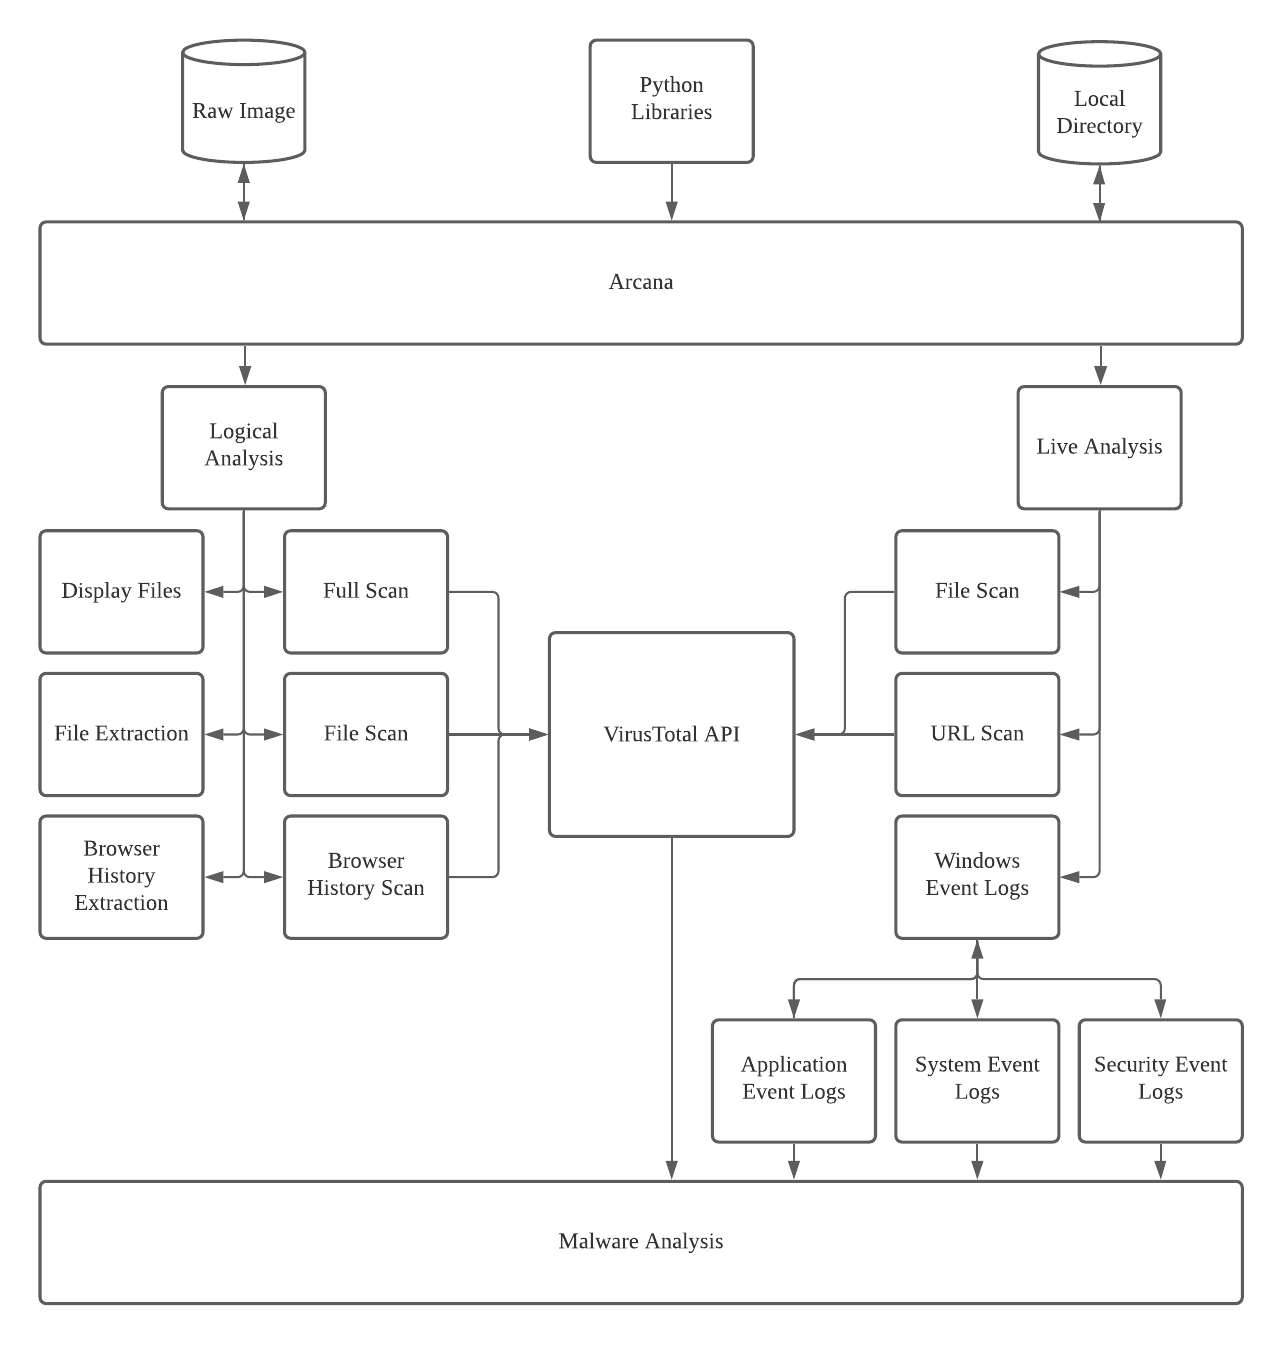 Raw Image
Python
Libraries
Local
Directory
Arcana
Logical
Analysis
Live Analysis
Display Files
Full Scan
File Scan
File Extraction
File Scan
VirusTotal API
URL Scan
Browser
History
Extraction
Browser
History Scan
Windows
Event Logs
Application
Event Logs
System Event
Logs
Security Event
Logs
Malware Analysis